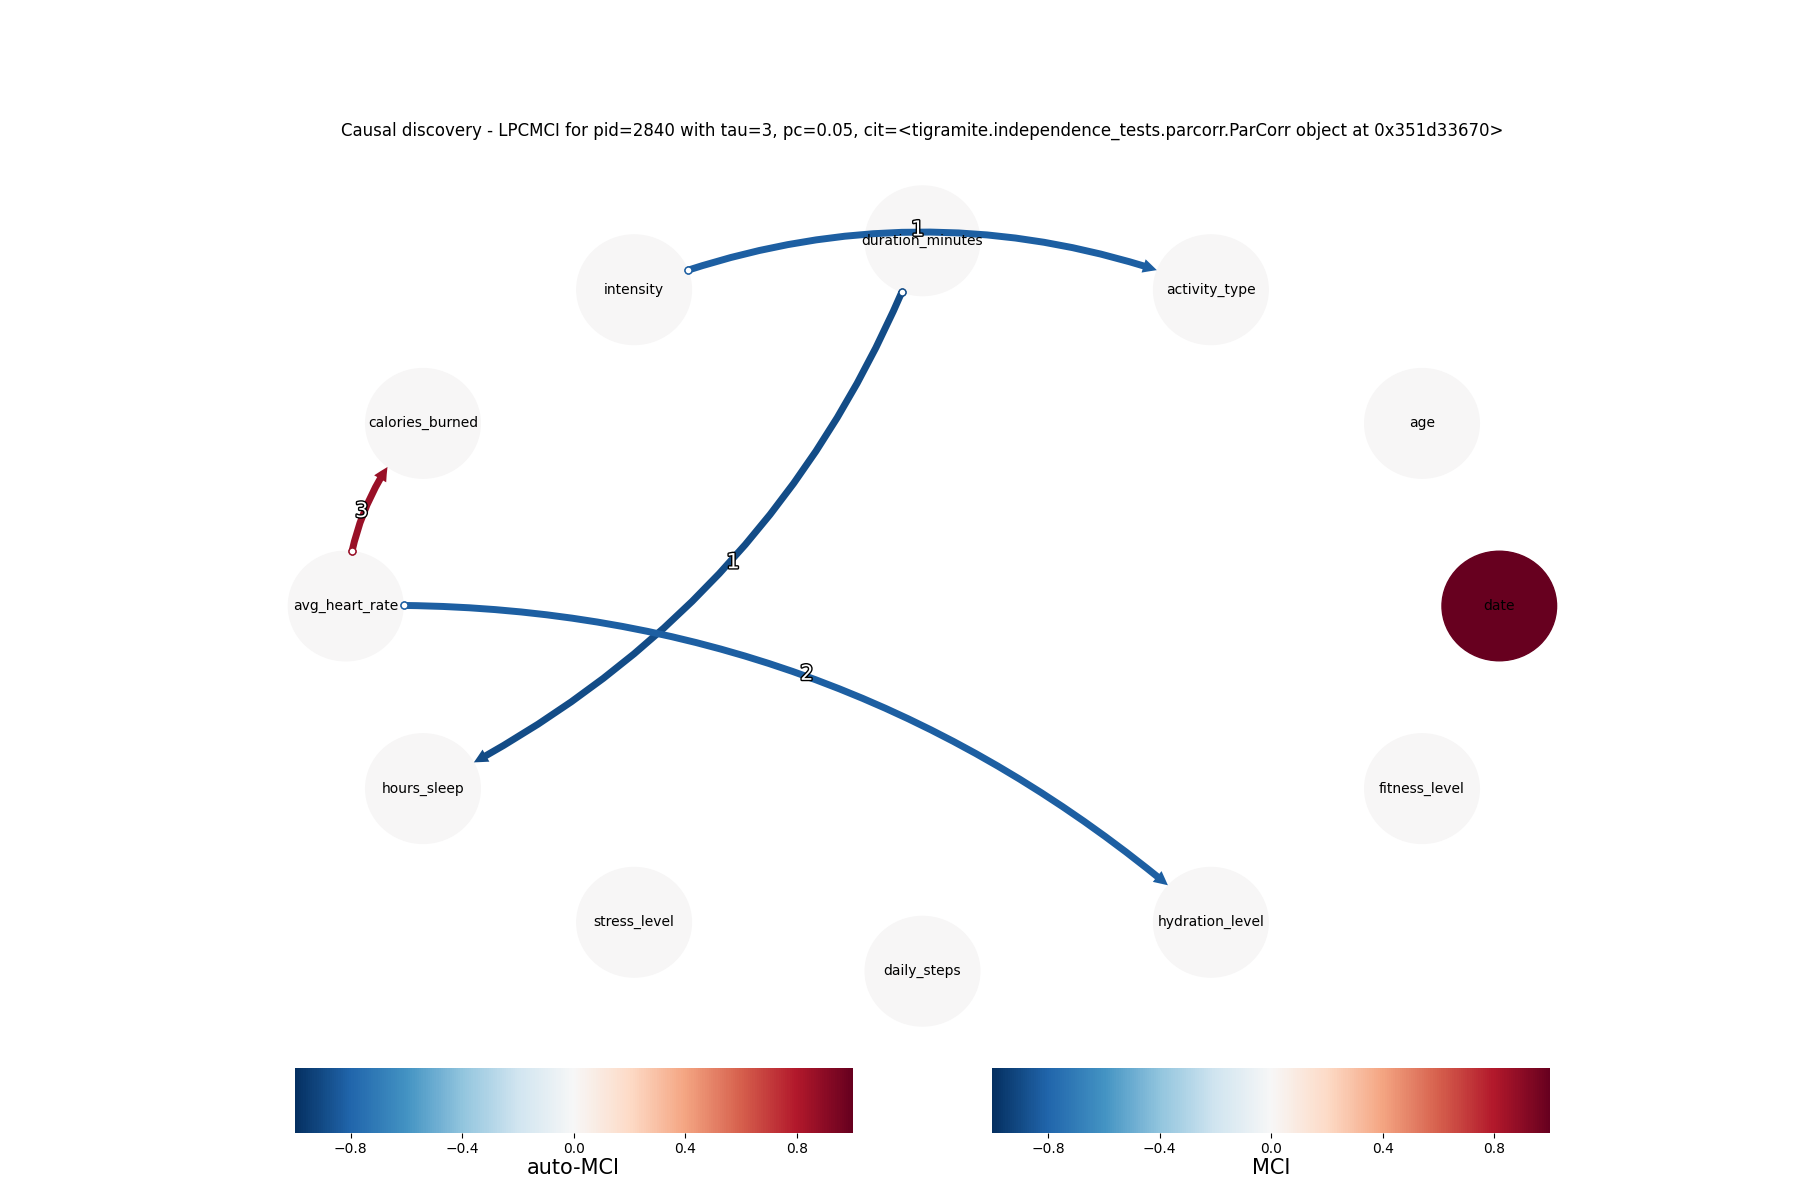 Causal discovery - LPCMCI for pid=2840 with tau=3, pc=0.05, cit=<tigramite.independence_tests.parcorr.ParCorr object at 0x351d33670>
1
duration_minutes
intensity
activity_type
calories_burned
age
3
1
avg_heart_rate
date
2
hours_sleep
fitness_level
stress_level
hydration_level
daily_steps
−0.8 −0.4 0.0 0.4 0.8
auto-MCI
−0.8 −0.4 0.0 0.4 0.8
MCI